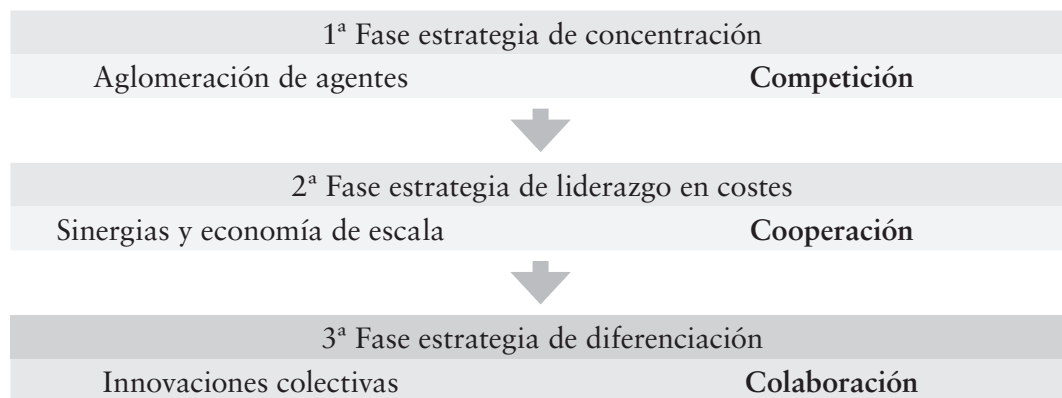 1ª Fase estrategia de concentración
Aglomeración de agentes Competición
2ª Fase estrategia de liderazgo en costes
Sinergias y economía de escala Cooperación
3ª Fase estrategia de diferenciación
Innovaciones colectivas Colaboración